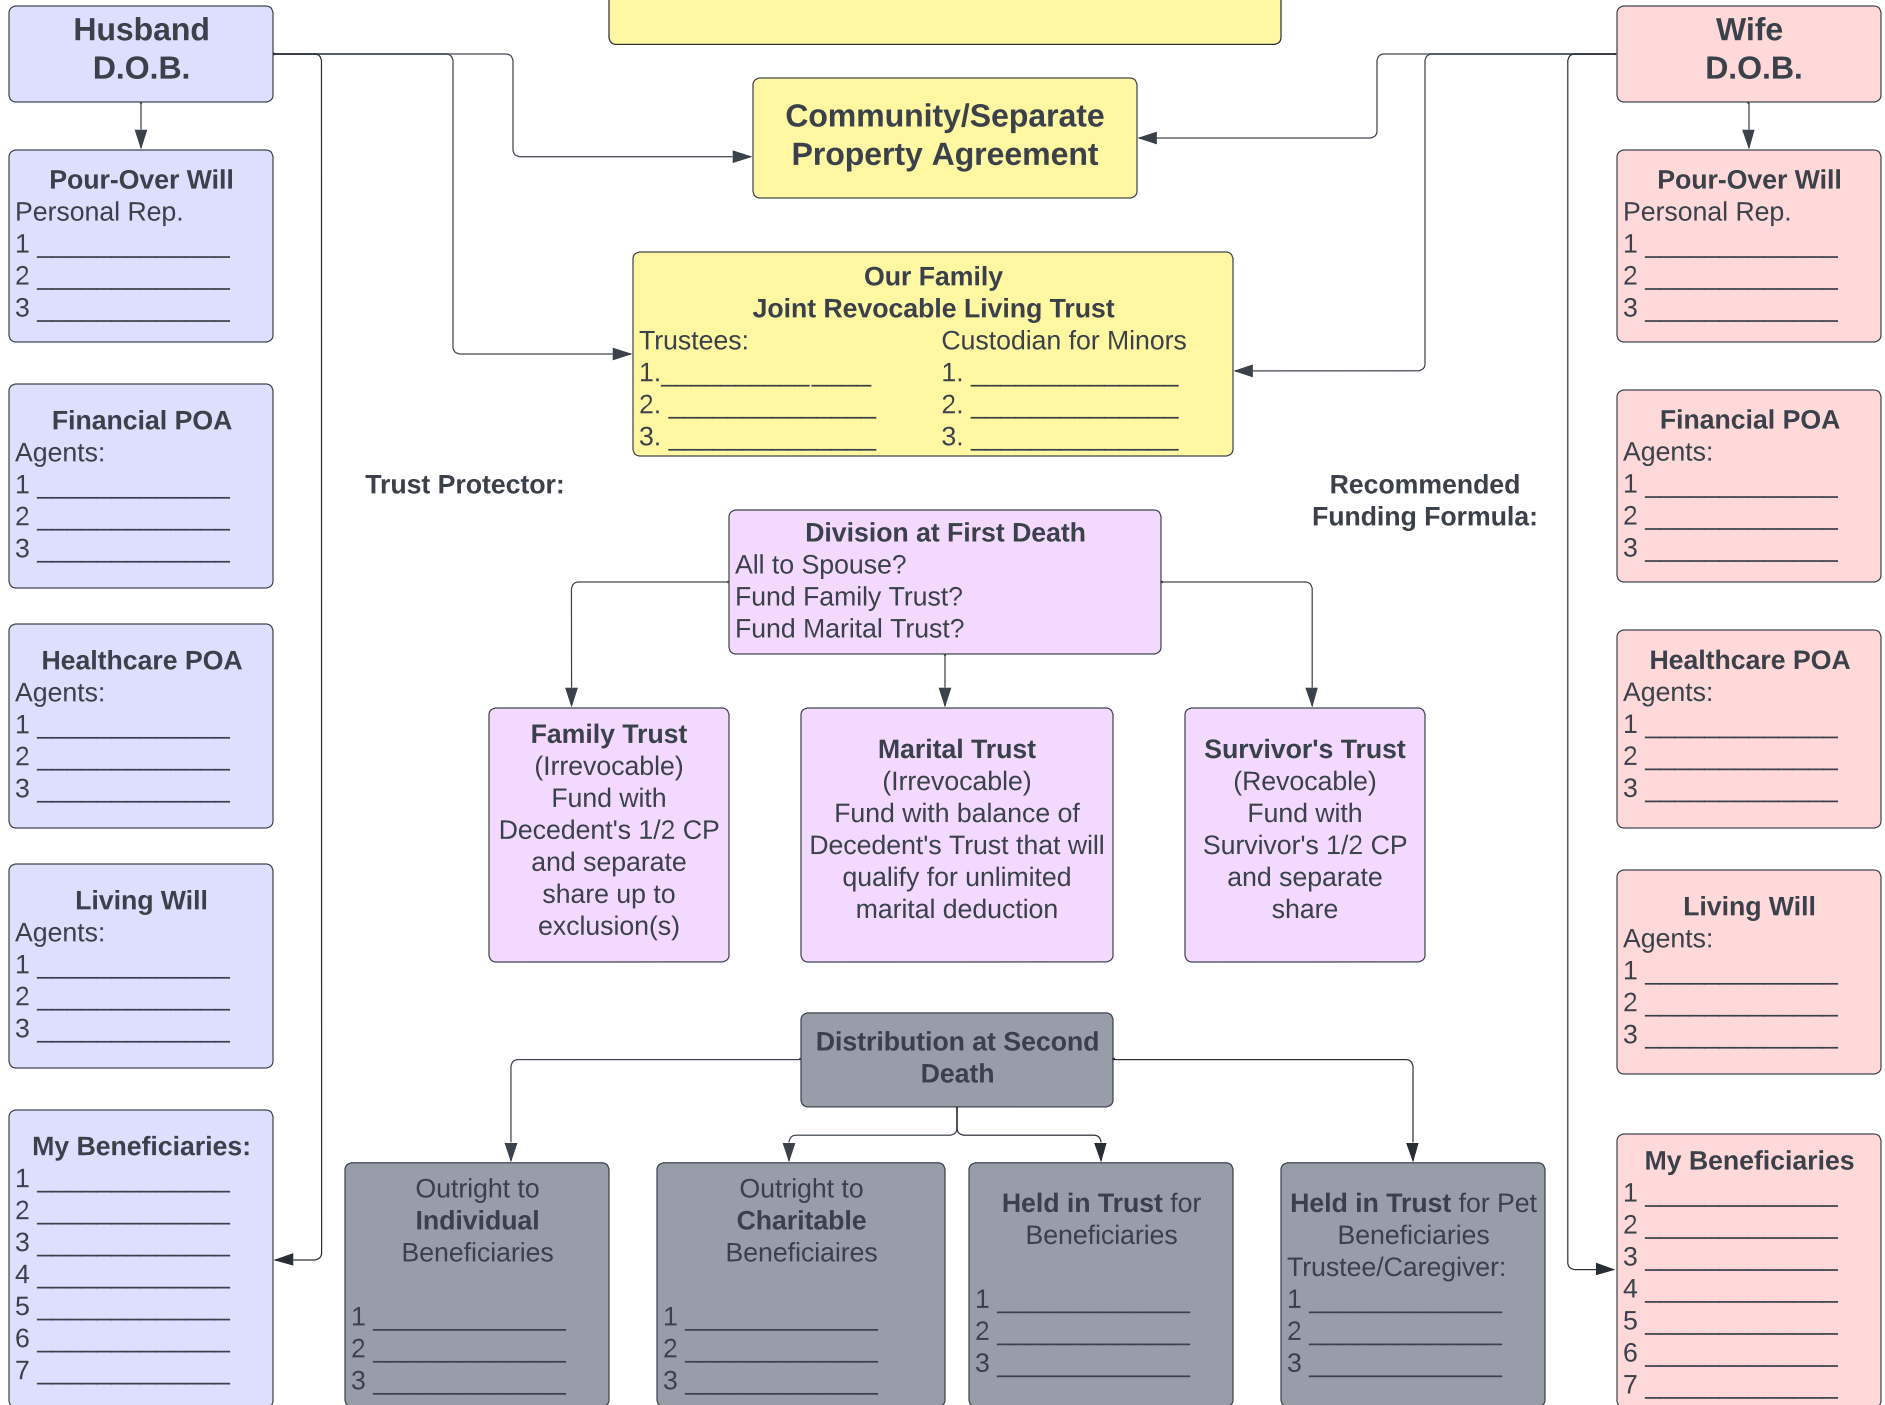 Husband
D.O.B.
Wife
D.O.B.
Community/Separate
Property Agreement
Pour-Over Will
Personal Rep.
1 _____________
2 _____________
3 _____________
Pour-Over Will
Personal Rep.
1 _____________
2 _____________
3 _____________
Our Family
Joint Revocable Living Trust
Trustees: Custodian for Minors
1.______________ 1. ______________
2. ______________ 2. ______________
3. ______________ 3. ______________
Financial POA
Agents:
1 _____________
2 _____________
3 _____________
Financial POA
Agents:
1 _____________
2 _____________
3 _____________
Trust Protector:
Recommended
Funding Formula:
Division at First Death
All to Spouse?
Fund Family Trust?
Fund Marital Trust?
Healthcare POA
Agents:
1 _____________
2 _____________
3 _____________
Healthcare POA
Agents:
1 _____________
2 _____________
3 _____________
Family Trust
(Irrevocable)
Fund with
Decedent's 1/2 CP
and separate
share up to
exclusion(s)
Marital Trust
(Irrevocable)
Fund with balance of
Decedent's Trust that will
qualify for unlimited
marital deduction
Survivor's Trust
(Revocable)
Fund with
Survivor's 1/2 CP
and separate
share
Living Will
Agents:
1 _____________
2 _____________
3 _____________
Living Will
Agents:
1 _____________
2 _____________
3 _____________
Distribution at Second
Death
My Beneficiaries:
1 _____________
2 _____________
3 _____________
4 _____________
5 _____________
6 _____________
7 _____________
Outright to
Individual
Beneficiaries
1 _____________
2 _____________
3 _____________
Outright to
Charitable
Beneficiaires
1 _____________
2 _____________
3 _____________
Held in Trust for
Beneficiaries
1 _____________
2 _____________
3 _____________
Held in Trust for Pet
Beneficiaries
Trustee/Caregiver:
1 _____________
2 _____________
3 _____________
My Beneficiaries
1 _____________
2 _____________
3 _____________
4 _____________
5 _____________
6 _____________
7 _____________